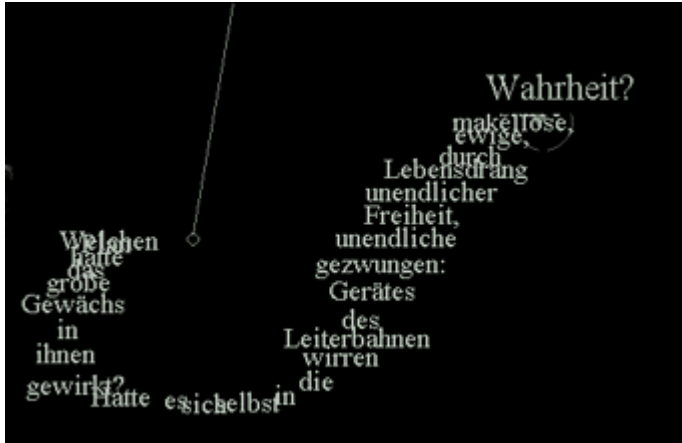 Welchen
Plan
hatte
das
große
Gewächs
in
ihnen
gewirkt?
Hatte
es
sich
selbst
in
die
wirren
Leiterbahnen
des
Gerätes
gezwungen:
unendliche
Freiheit,
unendlicher
Lebensdrang
durch
ewige,
makellose,
Wahrheit?